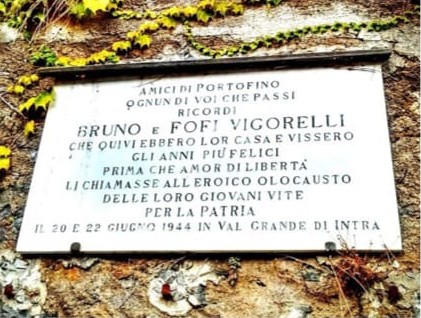 AMICI DI PORTOFINO
OGNUN DI VOI CHE PASSI
RICORDI
BRUNO E FOFI VIGORELLI
CHE QUIVI EBBERO LOR CASA E VISSERO
GLI ANNI PIU' FELICI
PRIMA CHE AMOR DI LIBERTÀ
LI CHIAMASSE ALL'EROICO OLOCAUSTO
DELLE LORO GIOVANI VITE
PER LA PATRIA
IL 20 E 22 GIUGNO 1944 IN VAL GRANDE DI INTRA